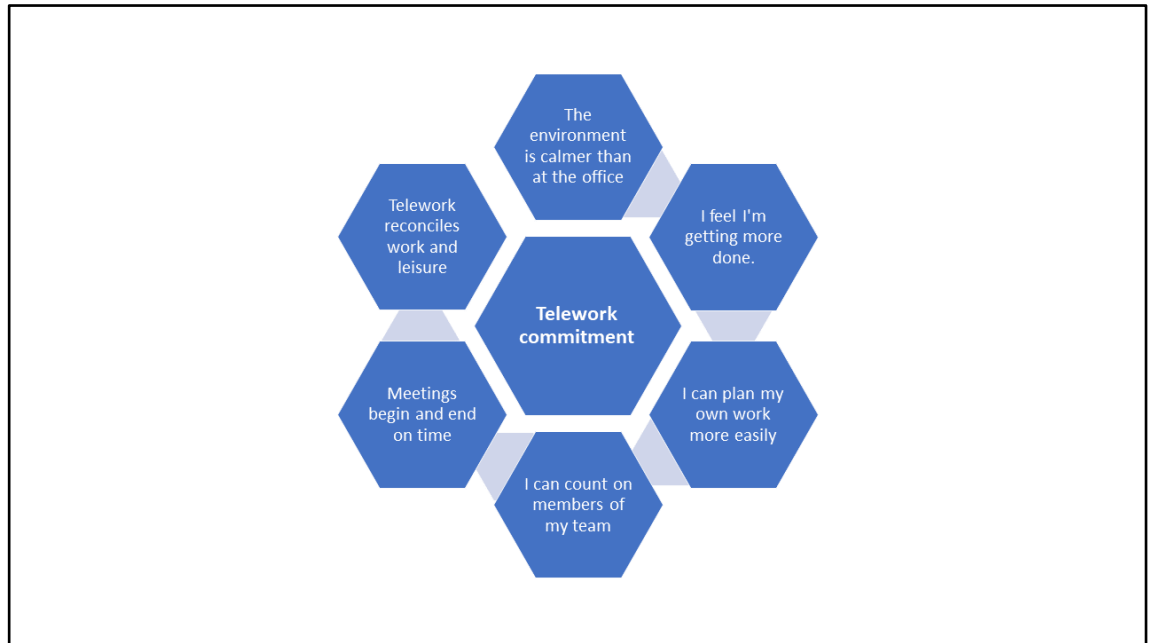 The
environment
is calmer than
at the office
I feel I'm
getting more
done.
I can plan my
own work
more easily
I can count on
members of
my team
Meetings
begin and end
on time
Telework
reconciles
work and
leisure
Telework
commitment